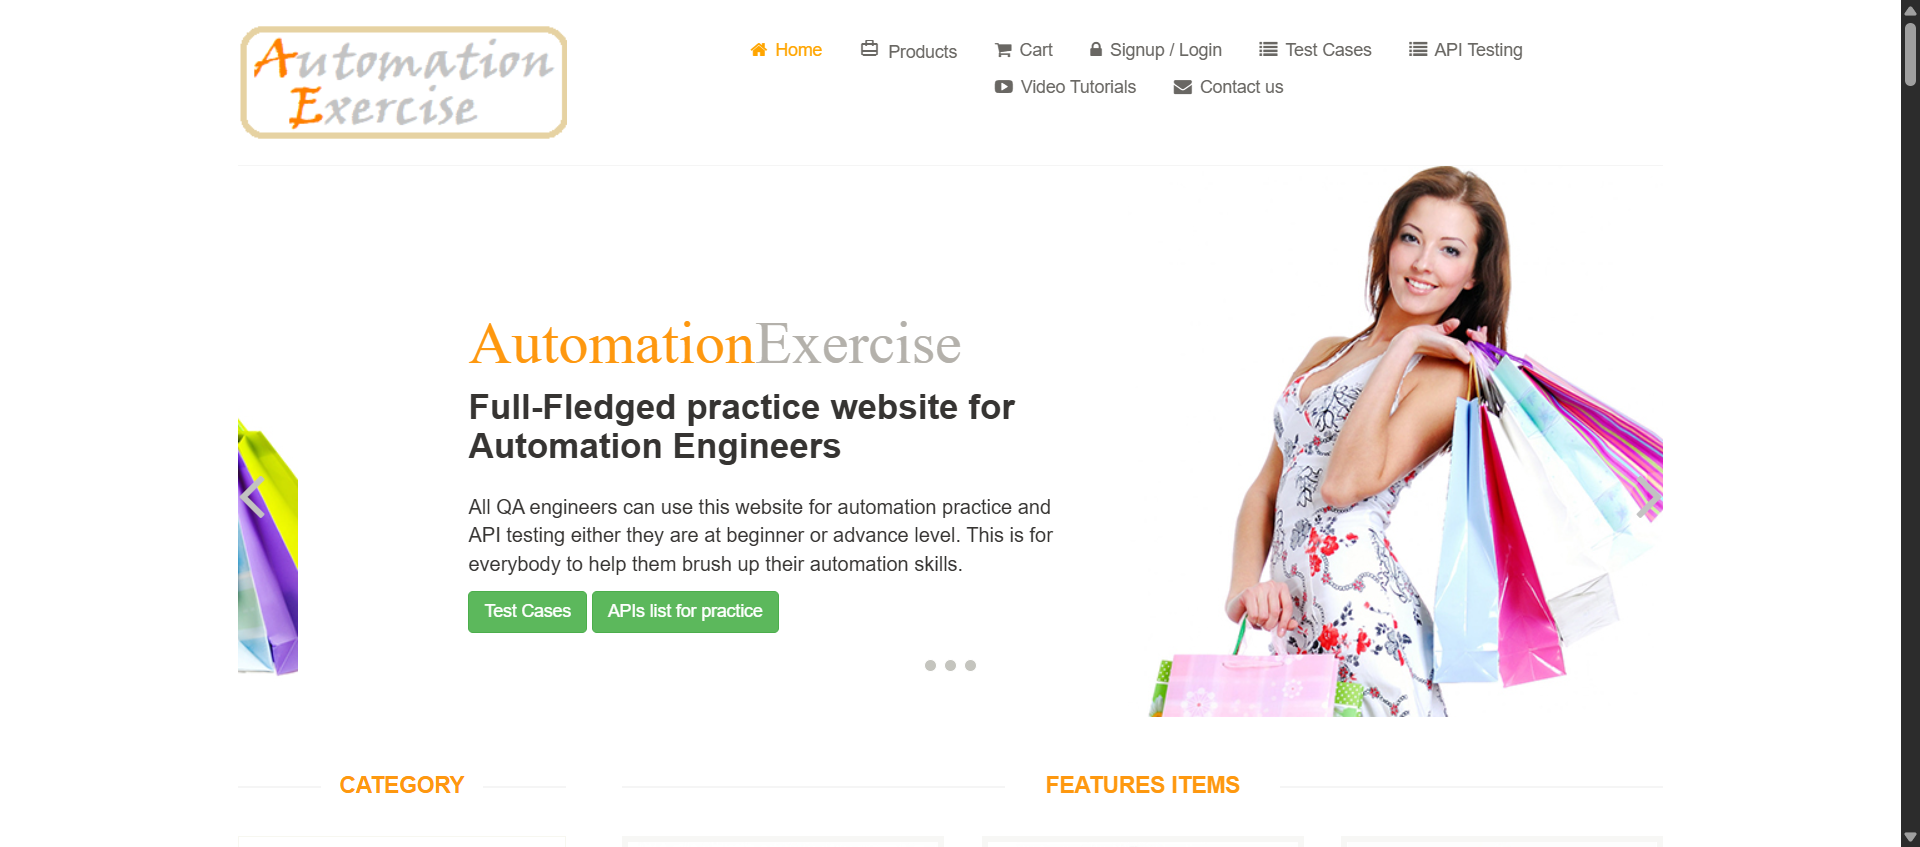 Automation
Exercise
Home
Products
Cart
Signup / Login
Test Cases
API Testing
Video Tutorials
Contact us
AutomationExercise
Full-Fledged practice website for
Automation Engineers
All QA engineers can use this website for automation practice and
API testing either they are at beginner or advance level. This is for
everybody to help them brush up their automation skills.
Test Cases
APIs list for practice
CATEGORY
FEATURES ITEMS